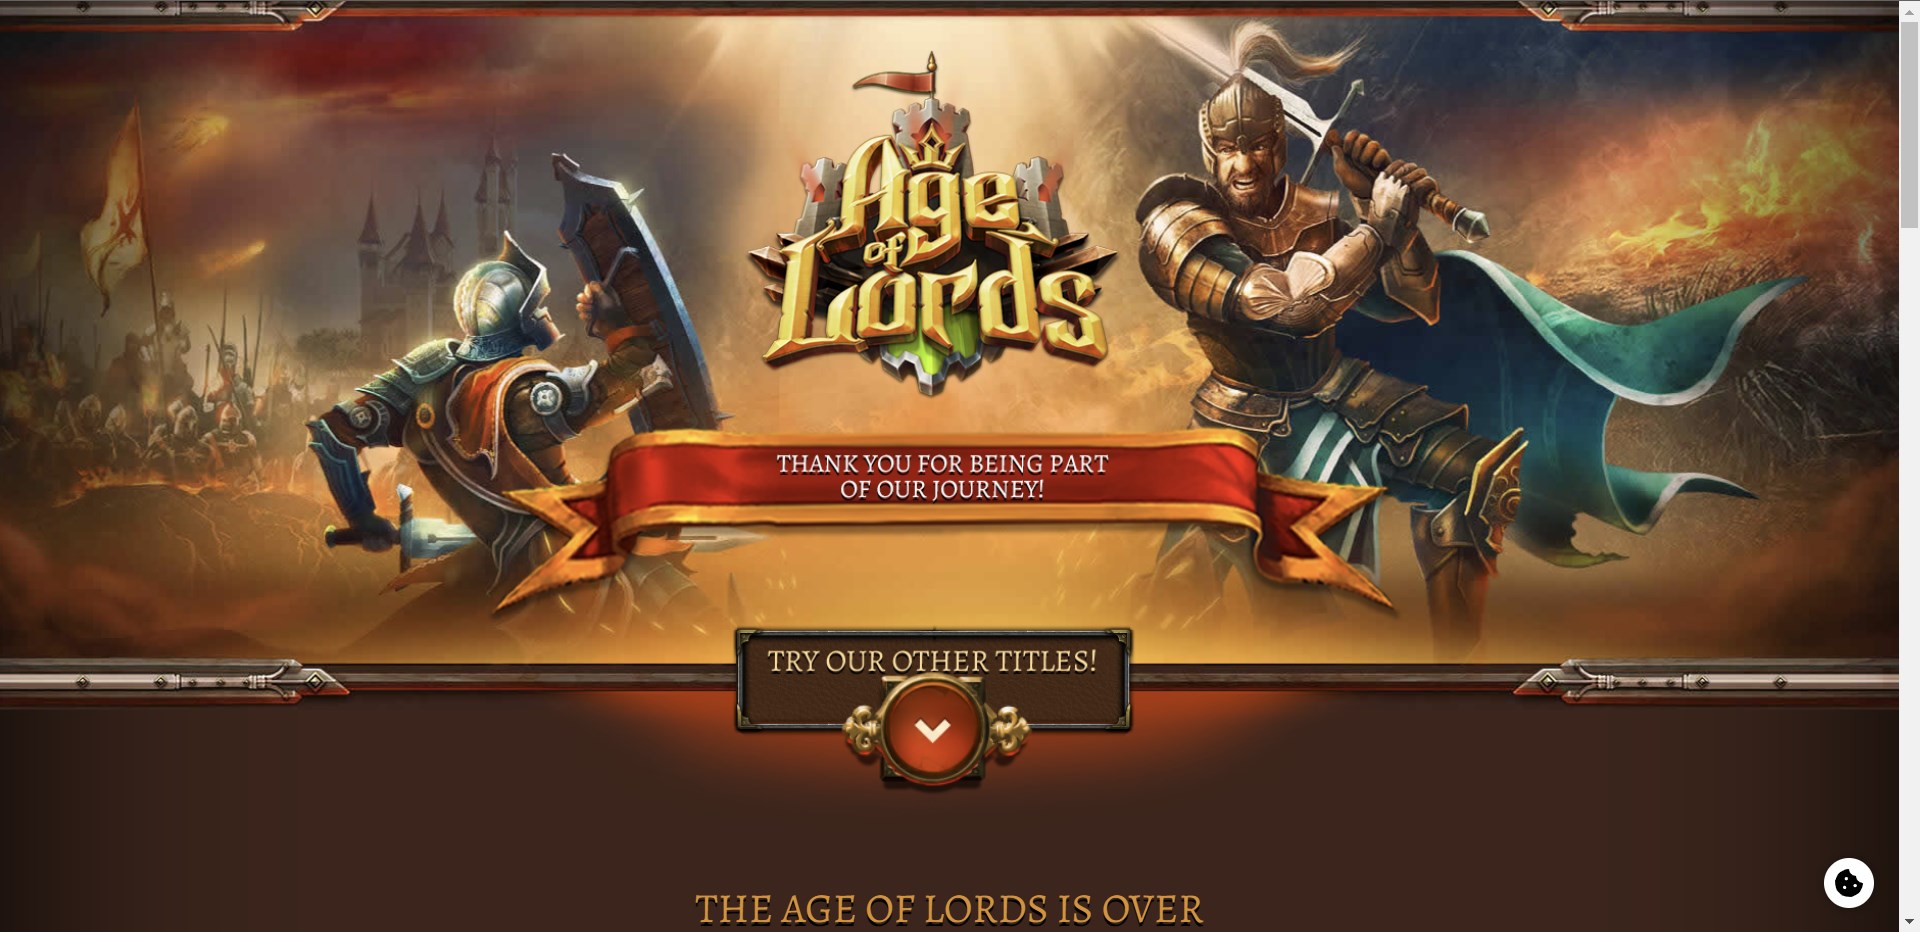 Age
of
Lords
THANK YOU FOR BEING PART
OF OUR JOURNEY!
TRY OUR OTHER TITLES!
THE AGE OF LORDS IS OVER